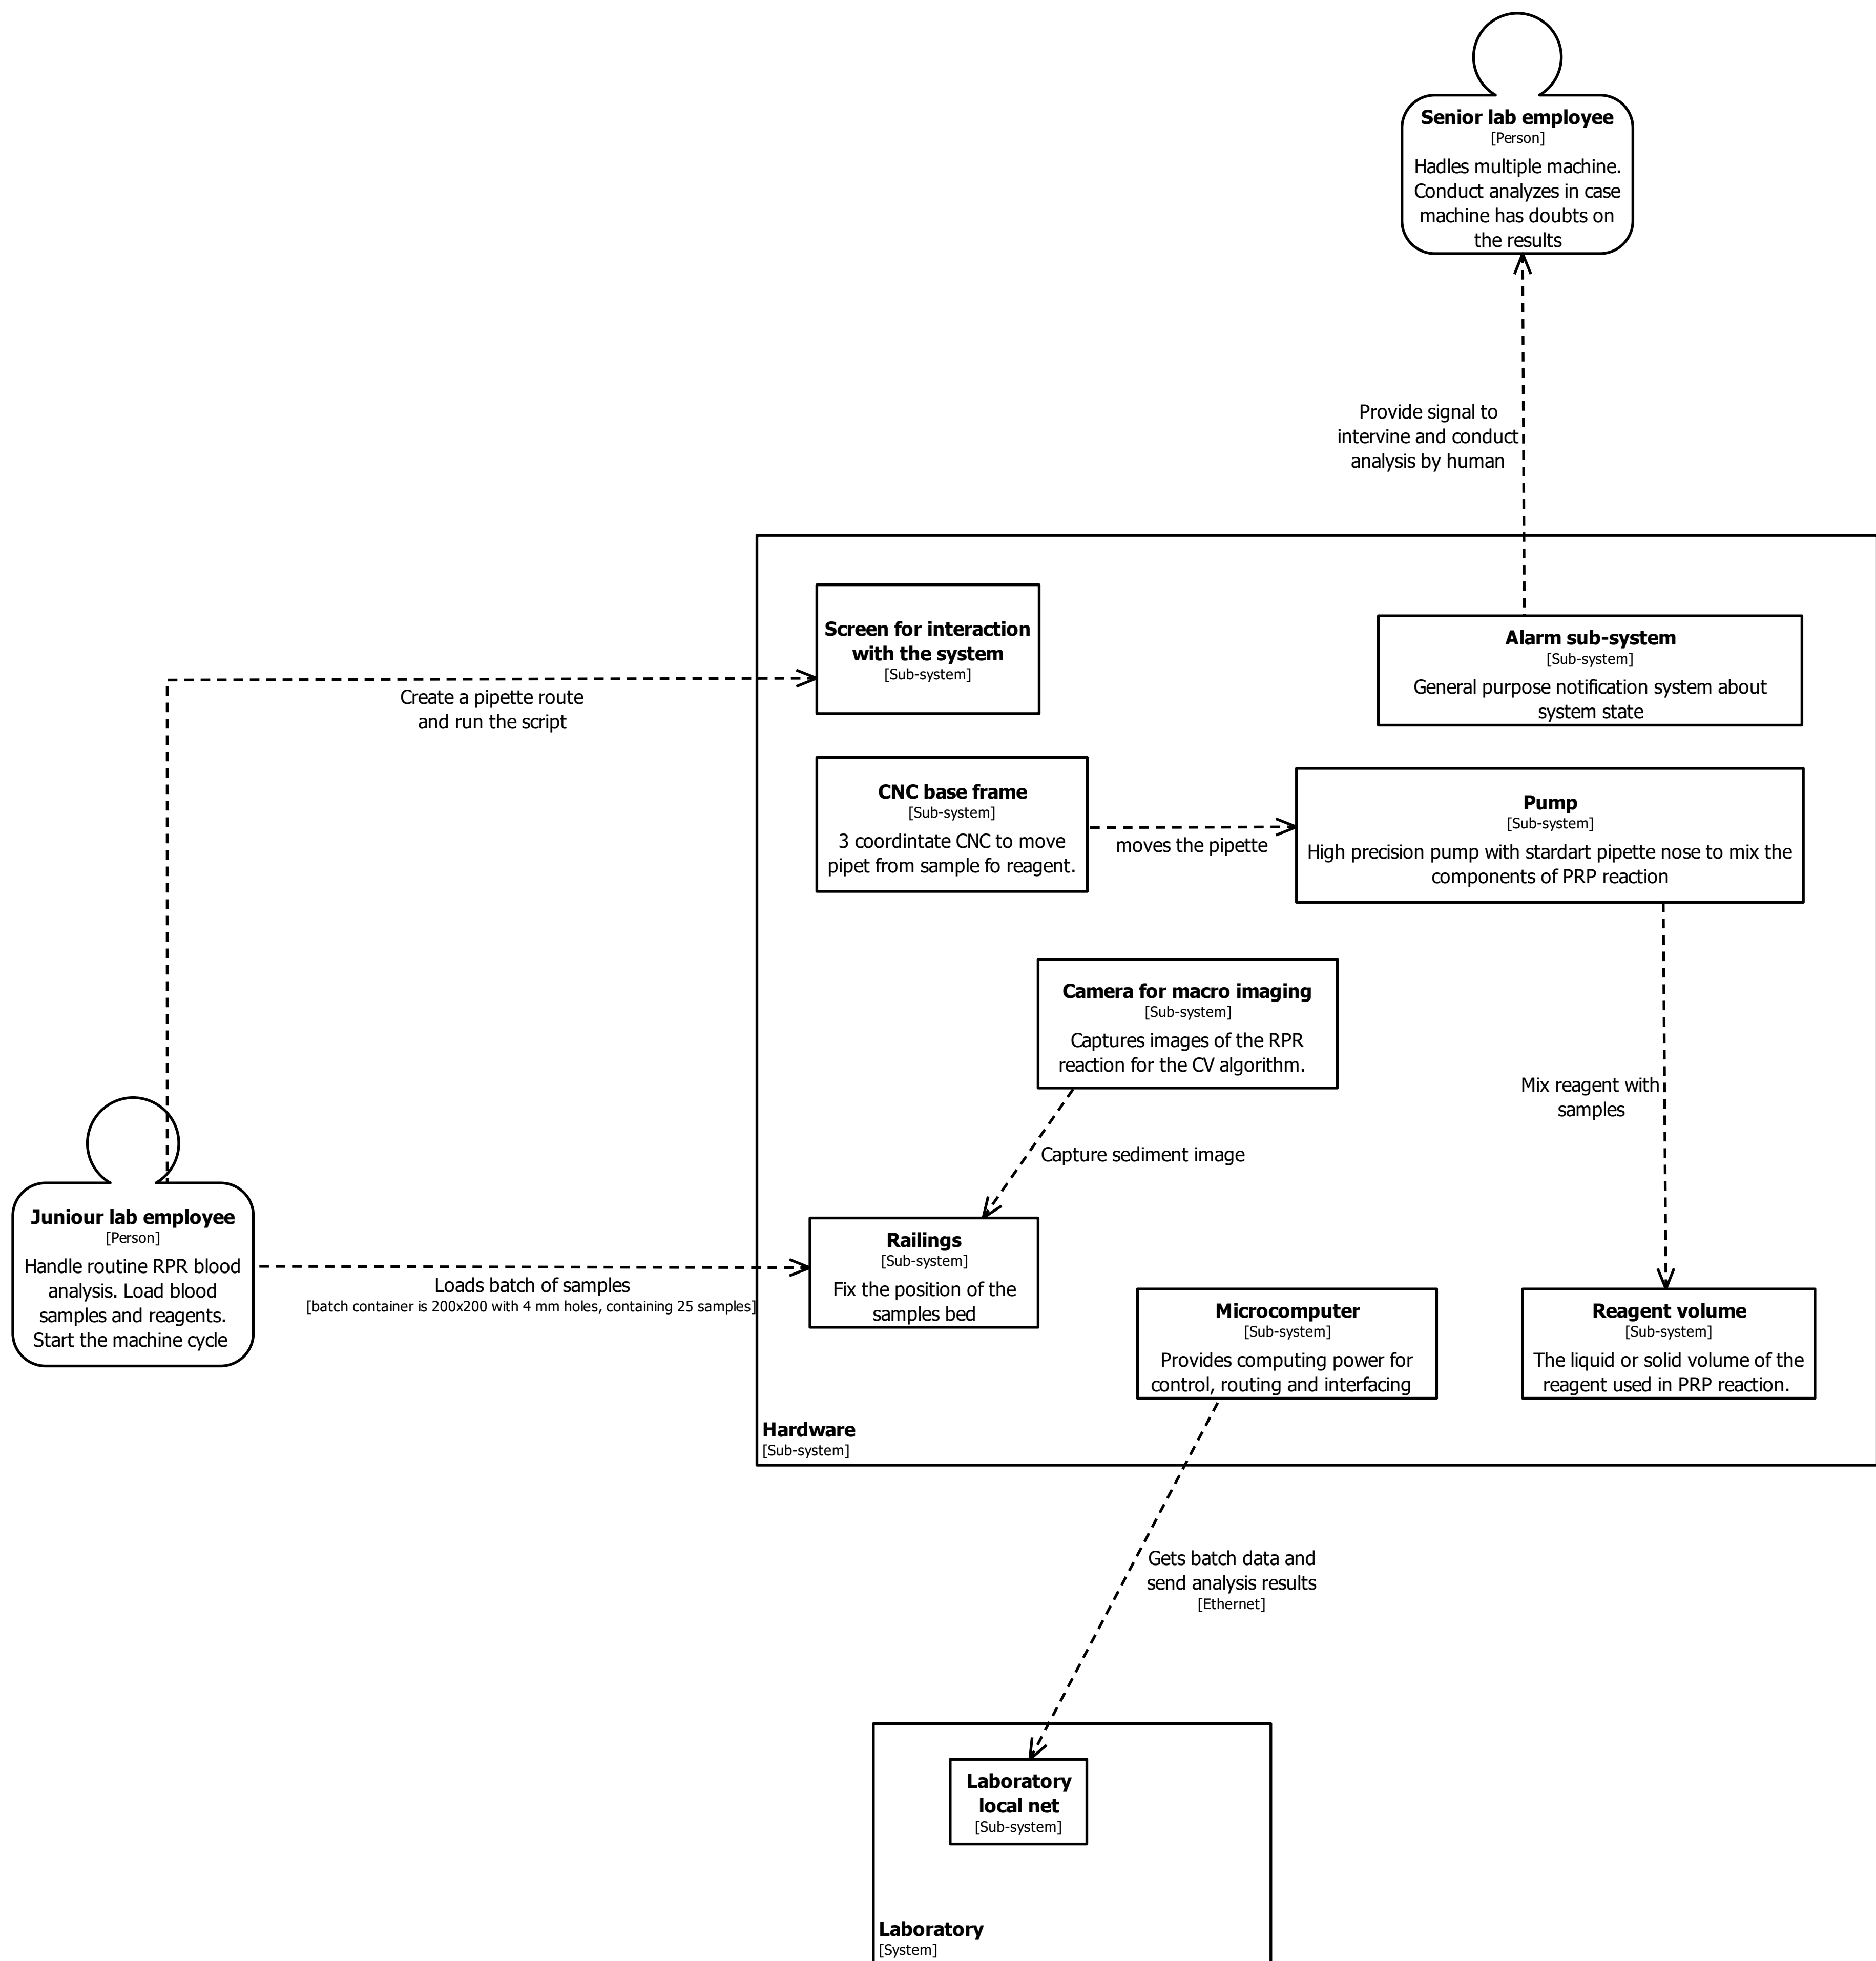 Senior lab employee
[Person]
Hadles multiple machine.
Conduct analyzes in case
machine has doubts on
the results
Provide signal to
intervine and conduct
analysis by human
Screen for interaction
with the system
[Sub-system]
Alarm sub-system
[Sub-system]
General purpose notification system about
system state
Create a pipette route
and run the script
CNC base frame
[Sub-system]
3 coordintate CNC to move
pipet from sample fo reagent.
moves the pipette
Pump
[Sub-system]
High precision pump with stardart pipette nose to mix the
components of PRP reaction
Camera for macro imaging
[Sub-system]
Captures images of the RPR
reaction for the CV algorithm.
Mix reagent with
samples
Capture sediment image
Juniour lab employee
[Person]
Handle routine RPR blood
analysis. Load blood
samples and reagents.
Start the machine cycle
Loads batch of samples
[batch container is 200x200 with 4 mm holes, containing 25 samples]
Railings
[Sub-system]
Fix the position of the
samples bed
Microcomputer
[Sub-system]
Provides computing power for
control, routing and interfacing
Reagent volume
[Sub-system]
The liquid or solid volume of the
reagent used in PRP reaction.
Hardware
[Sub-system]
Gets batch data and
send analysis results
[Ethernet]
Laboratory
local net
[Sub-system]
Laboratory
[System]